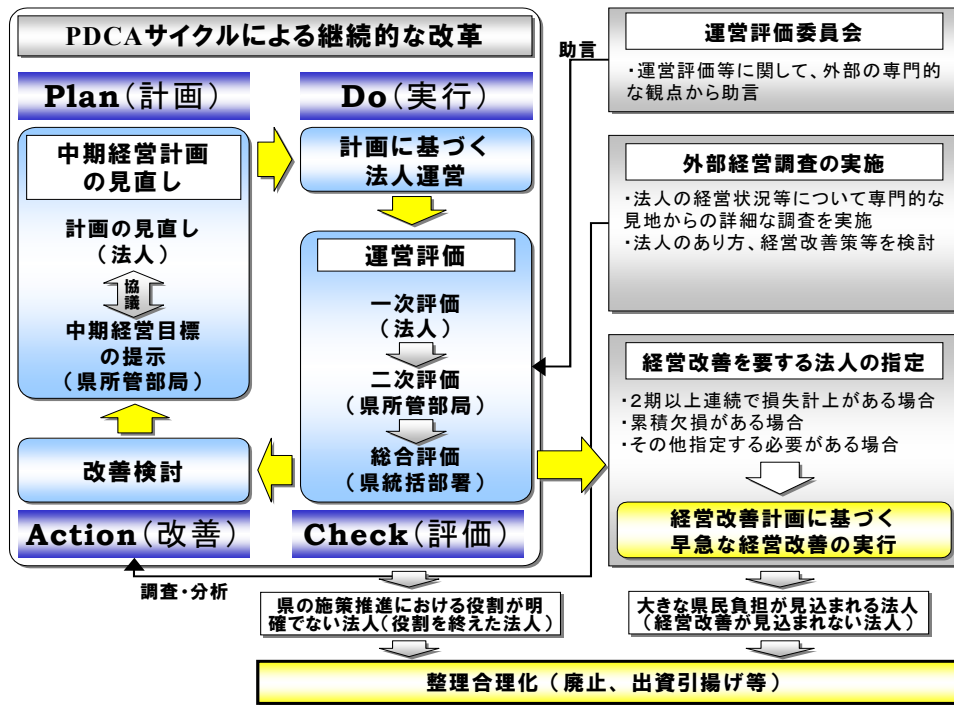 PDCAサイクルによる継続的な改革
Plan(計画)
Do(実行)
中期経営計画
の見直し
計画の見直し
(法人)
協
議
中期経営目標
の提示
(県所管部局)
計画に基づく
法人運営
運営評価
一次評価
(法人)
二次評価
(県所管部局)
総合評価
(県統括部署)
改善検討
Action(改善)
Check(評価)
助言
運営評価委員会
・運営評価等に関して、外部の専門的
な観点から助言
外部経営調査の実施
・法人の経営状況等について専門的な
見地からの詳細な調査を実施
・法人のあり方、経営改善策等を検討
経営改善を要する法人の指定
・2期以上連続で損失計上がある場合
・累積欠損がある場合
・その他指定する必要がある場合
経営改善計画に基づく
早急な経営改善の実行
調査・分析
県の施策推進における役割が明
確でない法人(役割を終えた法人)
大きな県民負担が見込まれる法人
(経営改善が見込まれない法人)
整理合理化(廃止、出資引揚げ等)